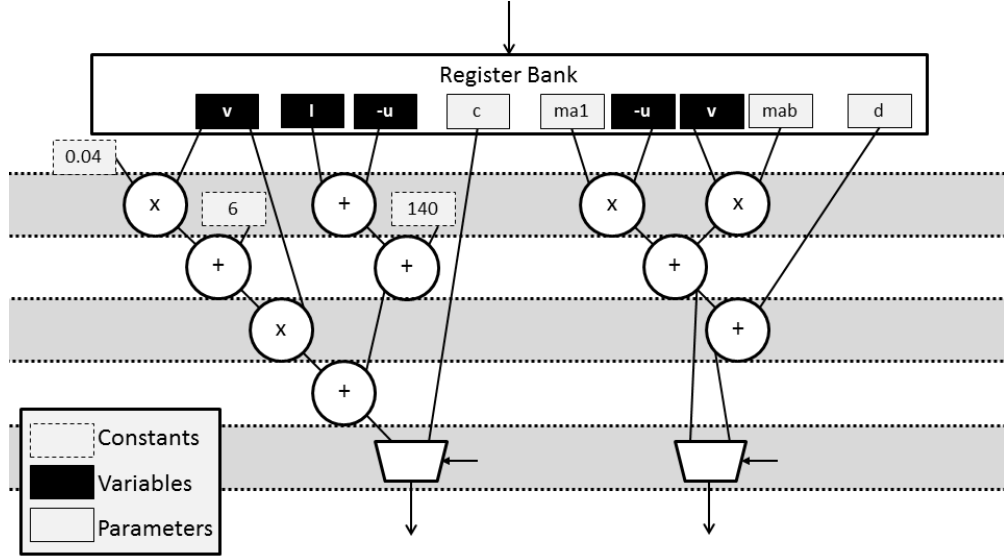 Register Bank
v I -u c ma1 -u v mab d
0.04
x + x x
6 140
+ + +
x +
+
Constants
Variables
Parameters